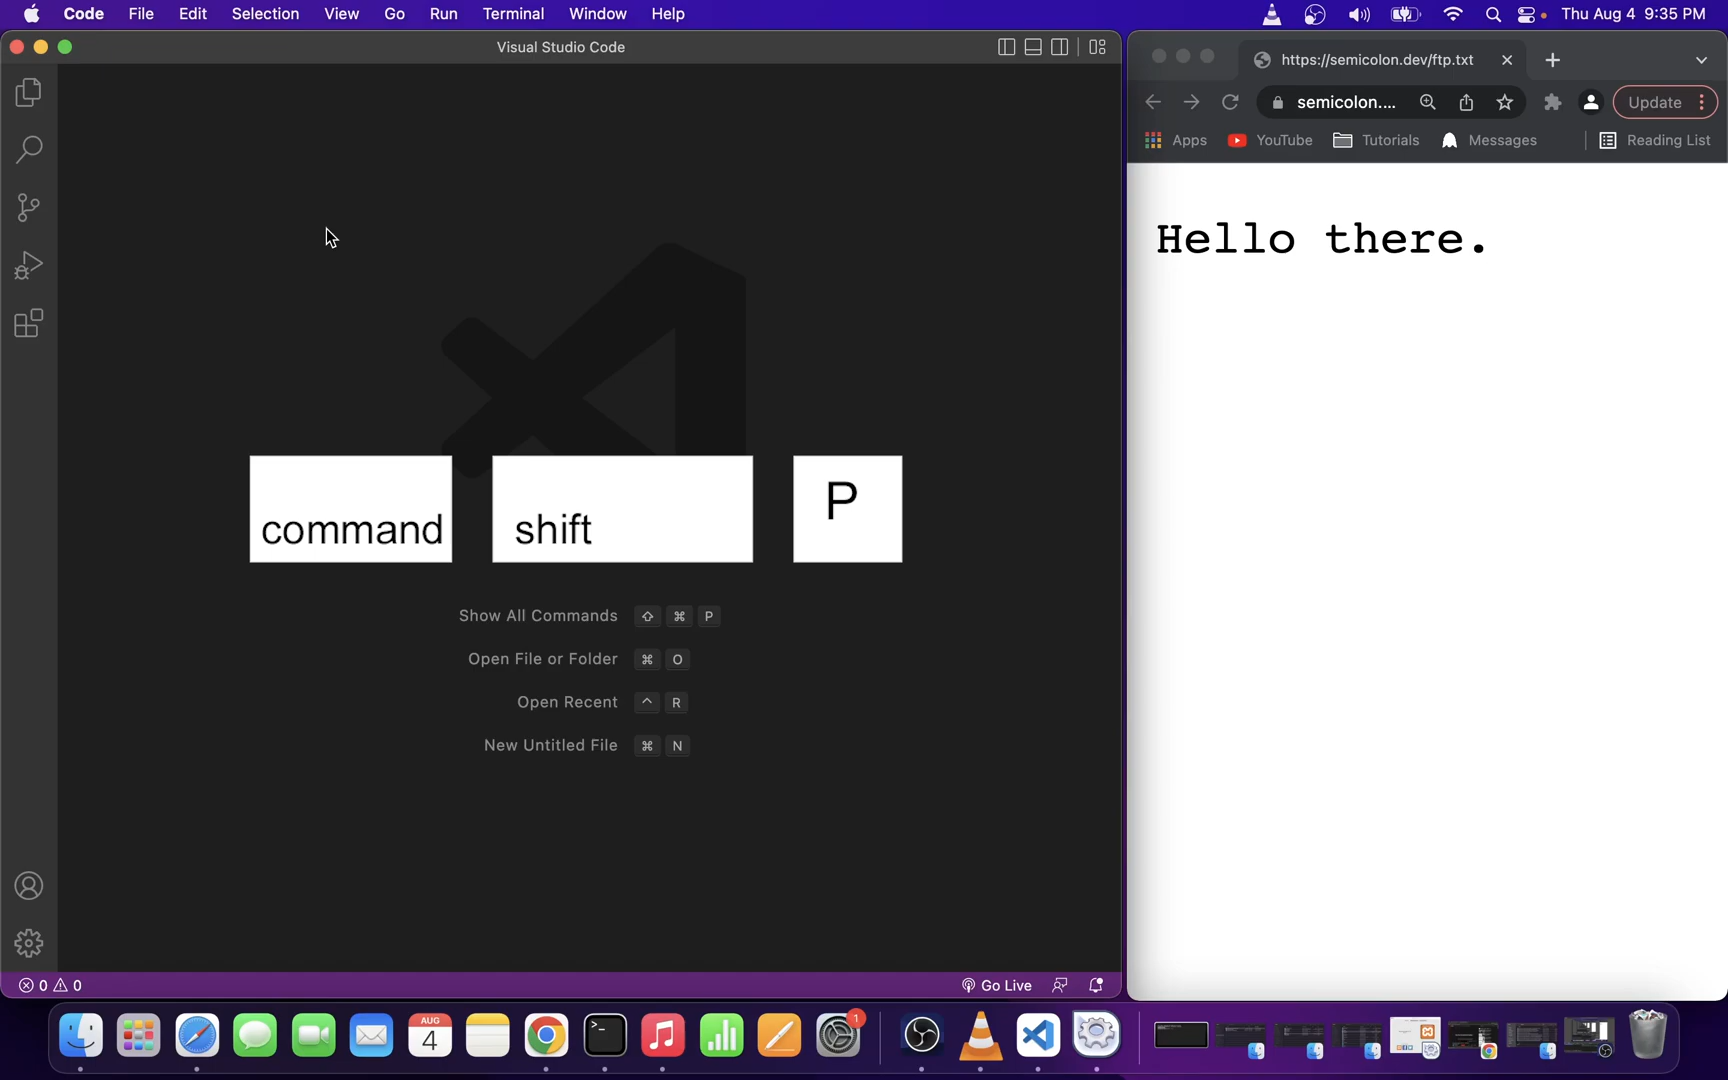 Code File Edit Selection View Go Run Terminal Window Help
Thu Aug 4 9:35 PM
Visual Studio Code
https://semicolon.dev/ftp.txt
semicolon....
Update
Apps YouTube Tutorials Messages Reading List
Hello there.
command shift P
Show All Commands ⇧ ⌘ P
Open File or Folder ⌘ O
Open Recent ^ R
New Untitled File ⌘ N
0 0 Go Live
AUG
4
1